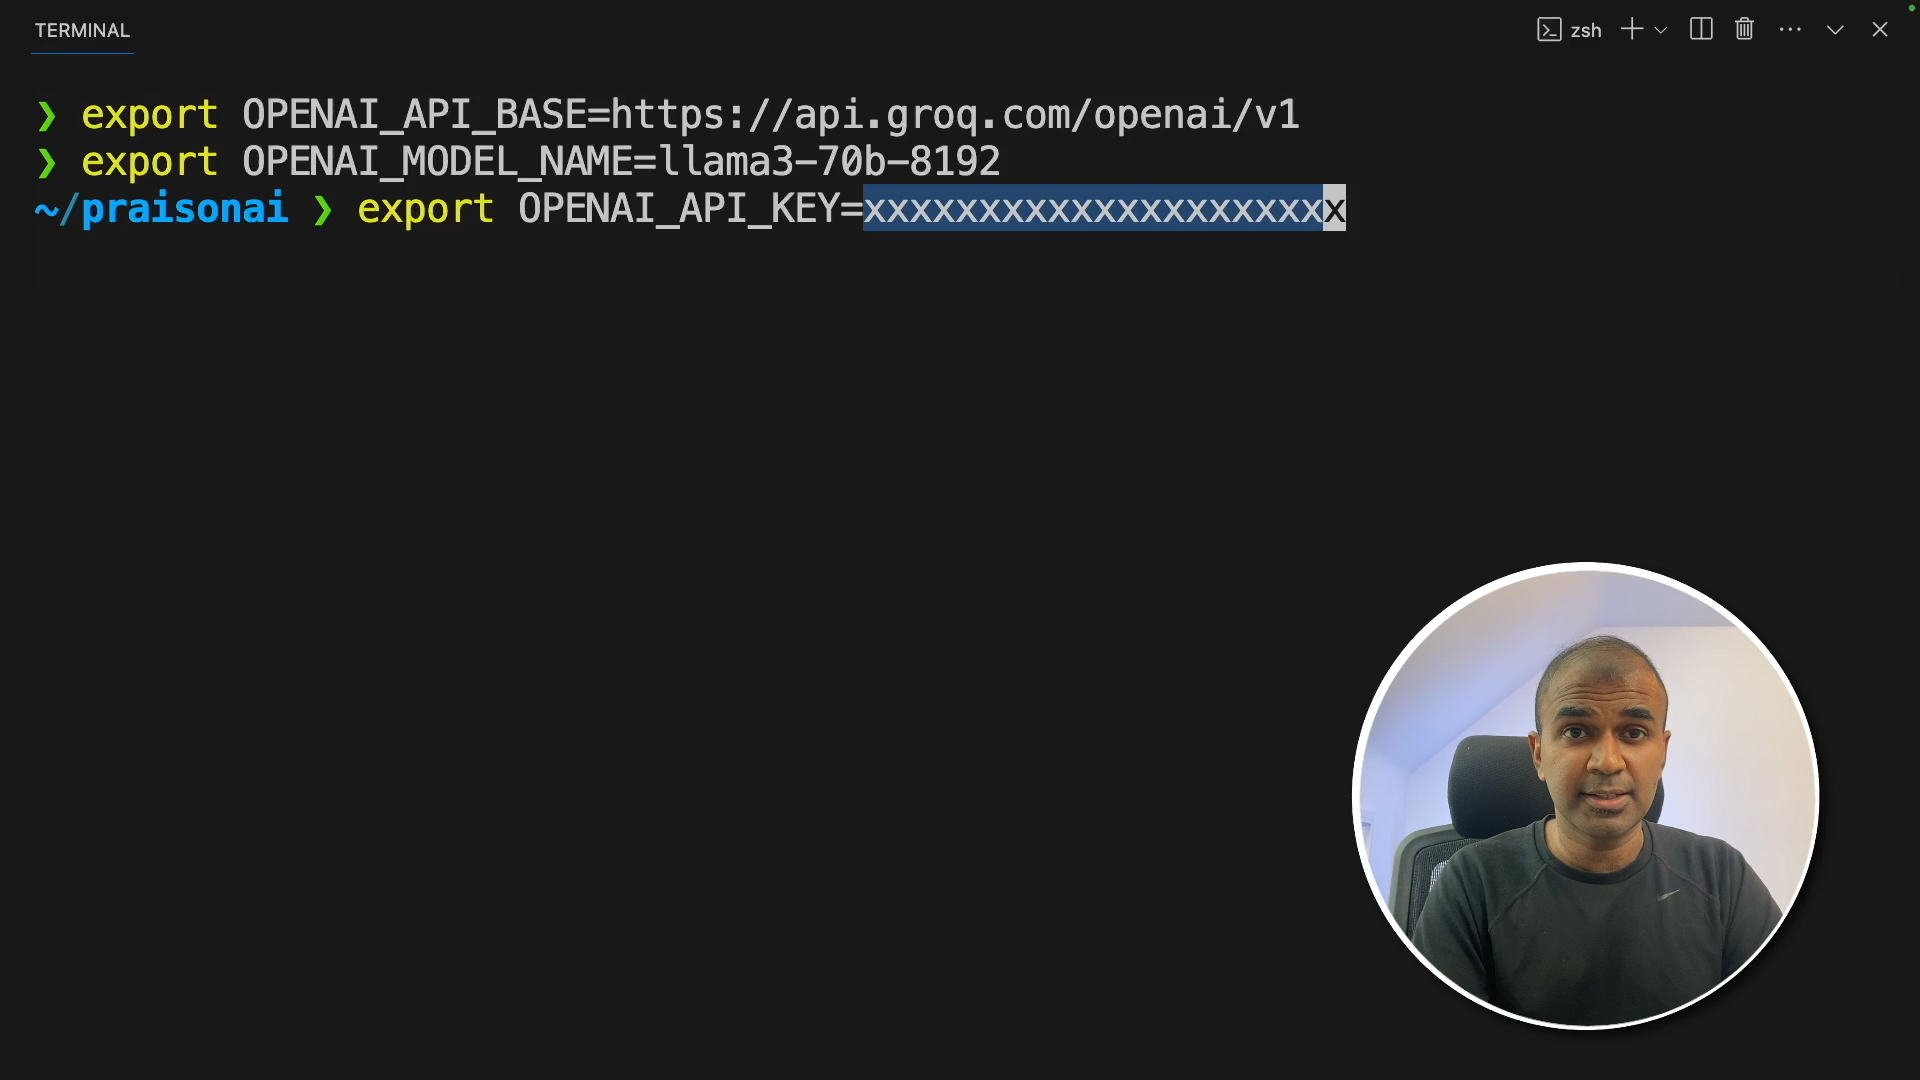 TERMINAL
zsh
❯ export OPENAI_API_BASE=https://api.groq.com/openai/v1
❯ export OPENAI_MODEL_NAME=llama3-70b-8192
~/praisonai ❯ export OPENAI_API_KEY=xxxxxxxxxxxxxxxxxxxxx